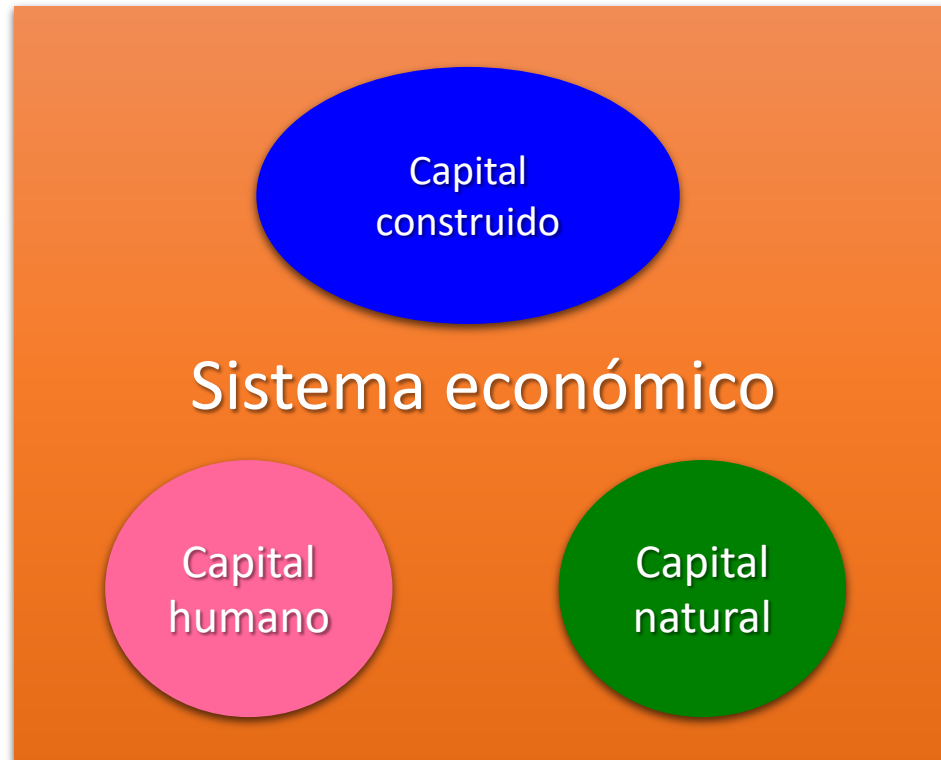 Capital
construido
Sistema económico
Capital
humano
Capital
natural